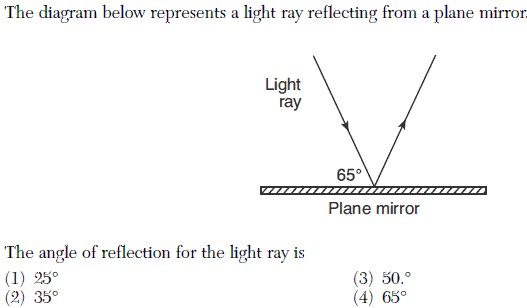 The diagram below represents a light ray reflecting from a plane mirror.
Light
ray
65°
Plane mirror
The angle of reflection for the light ray is
(1) 25° (3) 50.°
(2) 35° (4) 65°